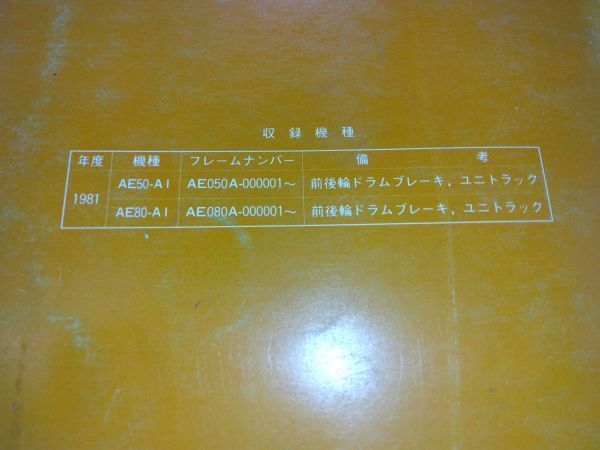 収録機種
年度 機種 フレームナンバー 備考
1981 AE50-A1 AE050A-000001~ 前後輪ドラムブレーキ, ユニトラック
AE80-A1 AE080A-000001~ 前後輪ドラムブレーキ, ユニトラック